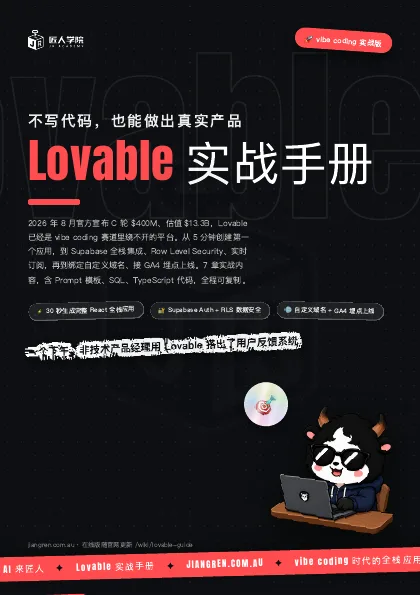 匠人学院
JR ACADEMY
vibe coding 实战版
不写代码，也能做出真实产品
Lovable 实战手册
2026 年 8 月官方宣布 C 轮 $400M、估值 $13.3B，Lovable
已经是 vibe coding 赛道里绕不开的平台。从 5 分钟创建第一
个应用，到 Supabase 全栈集成、Row Level Security、实时
订阅，再到绑定自定义域名、接 GA4 埋点上线。7 章实战内
容，含 Prompt 模板、SQL、TypeScript 代码，全程可复制。
30 秒生成完整 React 全栈应用
Supabase Auth + RLS 数据安全
自定义域名 + GA4 埋点上线
一个下午，非技术产品经理用 Lovable 搭出了用户反馈系统
jiangren.com.au · 在线版随官网更新 /wiki/lovable-guide
AI 来匠人 ✦ Lovable 实战手册 ✦ JIANGREN.COM.AU ✦ vibe coding 时代的全栈应用